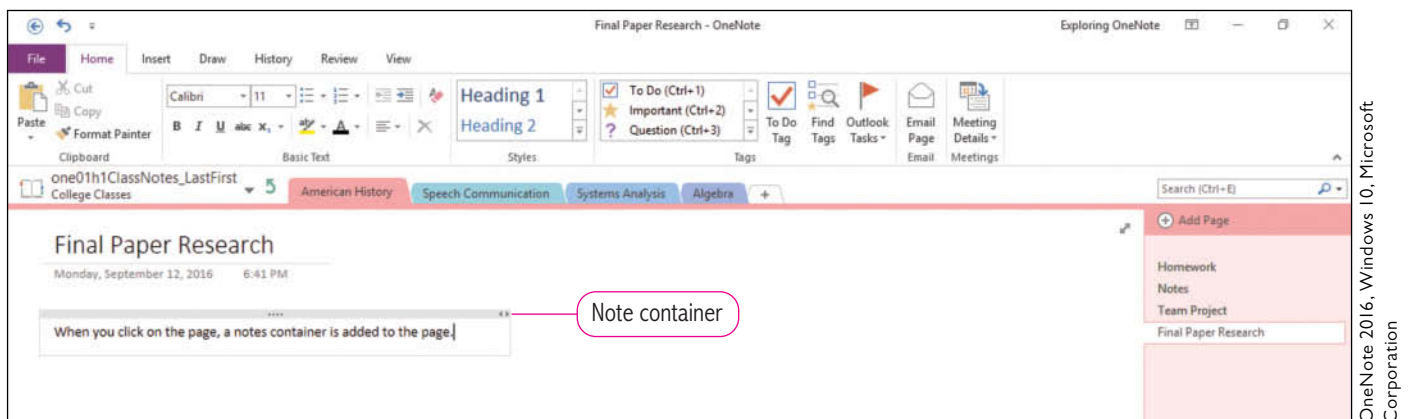 Final Paper Research - OneNote
Exploring OneNote
File Home Insert Draw History Review View
Paste
Cut
Copy
Format Painter
Clipboard
Calibri 11
B I U abc X₂ A
Basic Text
Heading 1
Heading 2
Styles
To Do (Ctrl+1)
Important (Ctrl+2)
? Question (Ctrl+3)
To Do
Tag
Find
Tags
Outlook
Tasks
Tags
Email
Page
Email
Meeting
Details
Meetings
one01h1ClassNotes_LastFirst
College Classes
5
American History
Speech Communication
Systems Analysis
Algebra
+
Search (Ctrl+E)
Final Paper Research
Monday, September 12, 2016 6:41 PM
When you click on the page, a notes container is added to the page.
Note container
Add Page
Homework
Notes
Team Project
Final Paper Research
OneNote 2016, Windows 10, Microsoft
Corporation